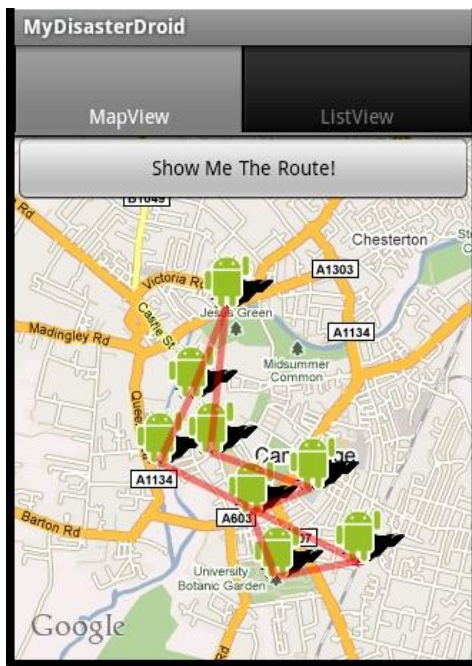 MyDisasterDroid
MapView
ListView
Show Me The Route!
B1049
Rd
Chesterton
A1303
Victoria
Castle St
Jesus Green
A1134
Madingley Rd
Midsummer
Common
A1134
Barton Rd
A603
University
Botanic Garden
Google